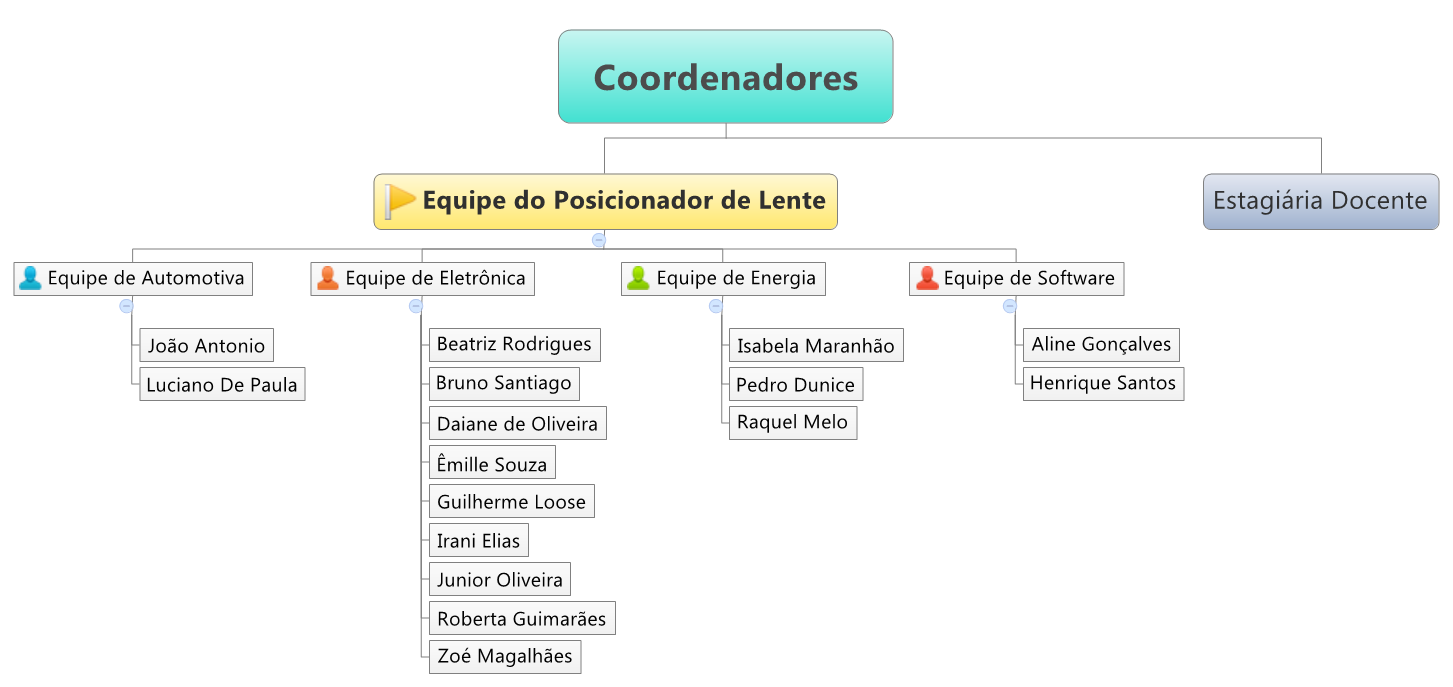 Coordenadores
Equipe do Posicionador de Lente
Estagiária Docente
Equipe de Automotiva
João Antonio
Luciano De Paula
Equipe de Eletrônica
Beatriz Rodrigues
Bruno Santiago
Daiane de Oliveira
Êmille Souza
Guilherme Loose
Irani Elias
Junior Oliveira
Roberta Guimarães
Zoé Magalhães
Equipe de Energia
Isabela Maranhão
Pedro Dunice
Raquel Melo
Equipe de Software
Aline Gonçalves
Henrique Santos